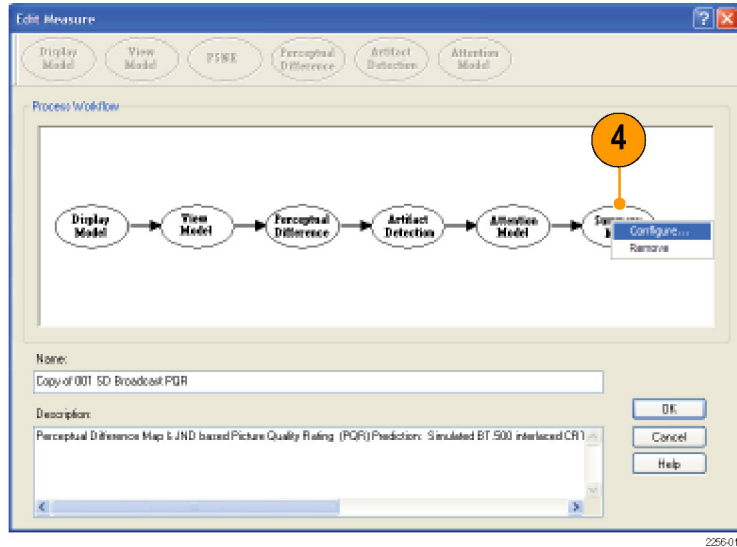 Edit Measure
Display Model
View Model
PSNR
Perceptual Difference
Artifact Detection
Attention Model
Process Workflow
4
Display Model
View Model
Perceptual Difference
Artifact Detection
Attention Model
Configure...
Remove
Name:
Copy of 001 SD Broadcast PQR
Description:
Perceptual Difference Map & JND based Picture Quality Rating (PQR) Prediction: Simulated BT.500 interlaced CRT
OK
Cancel
Help